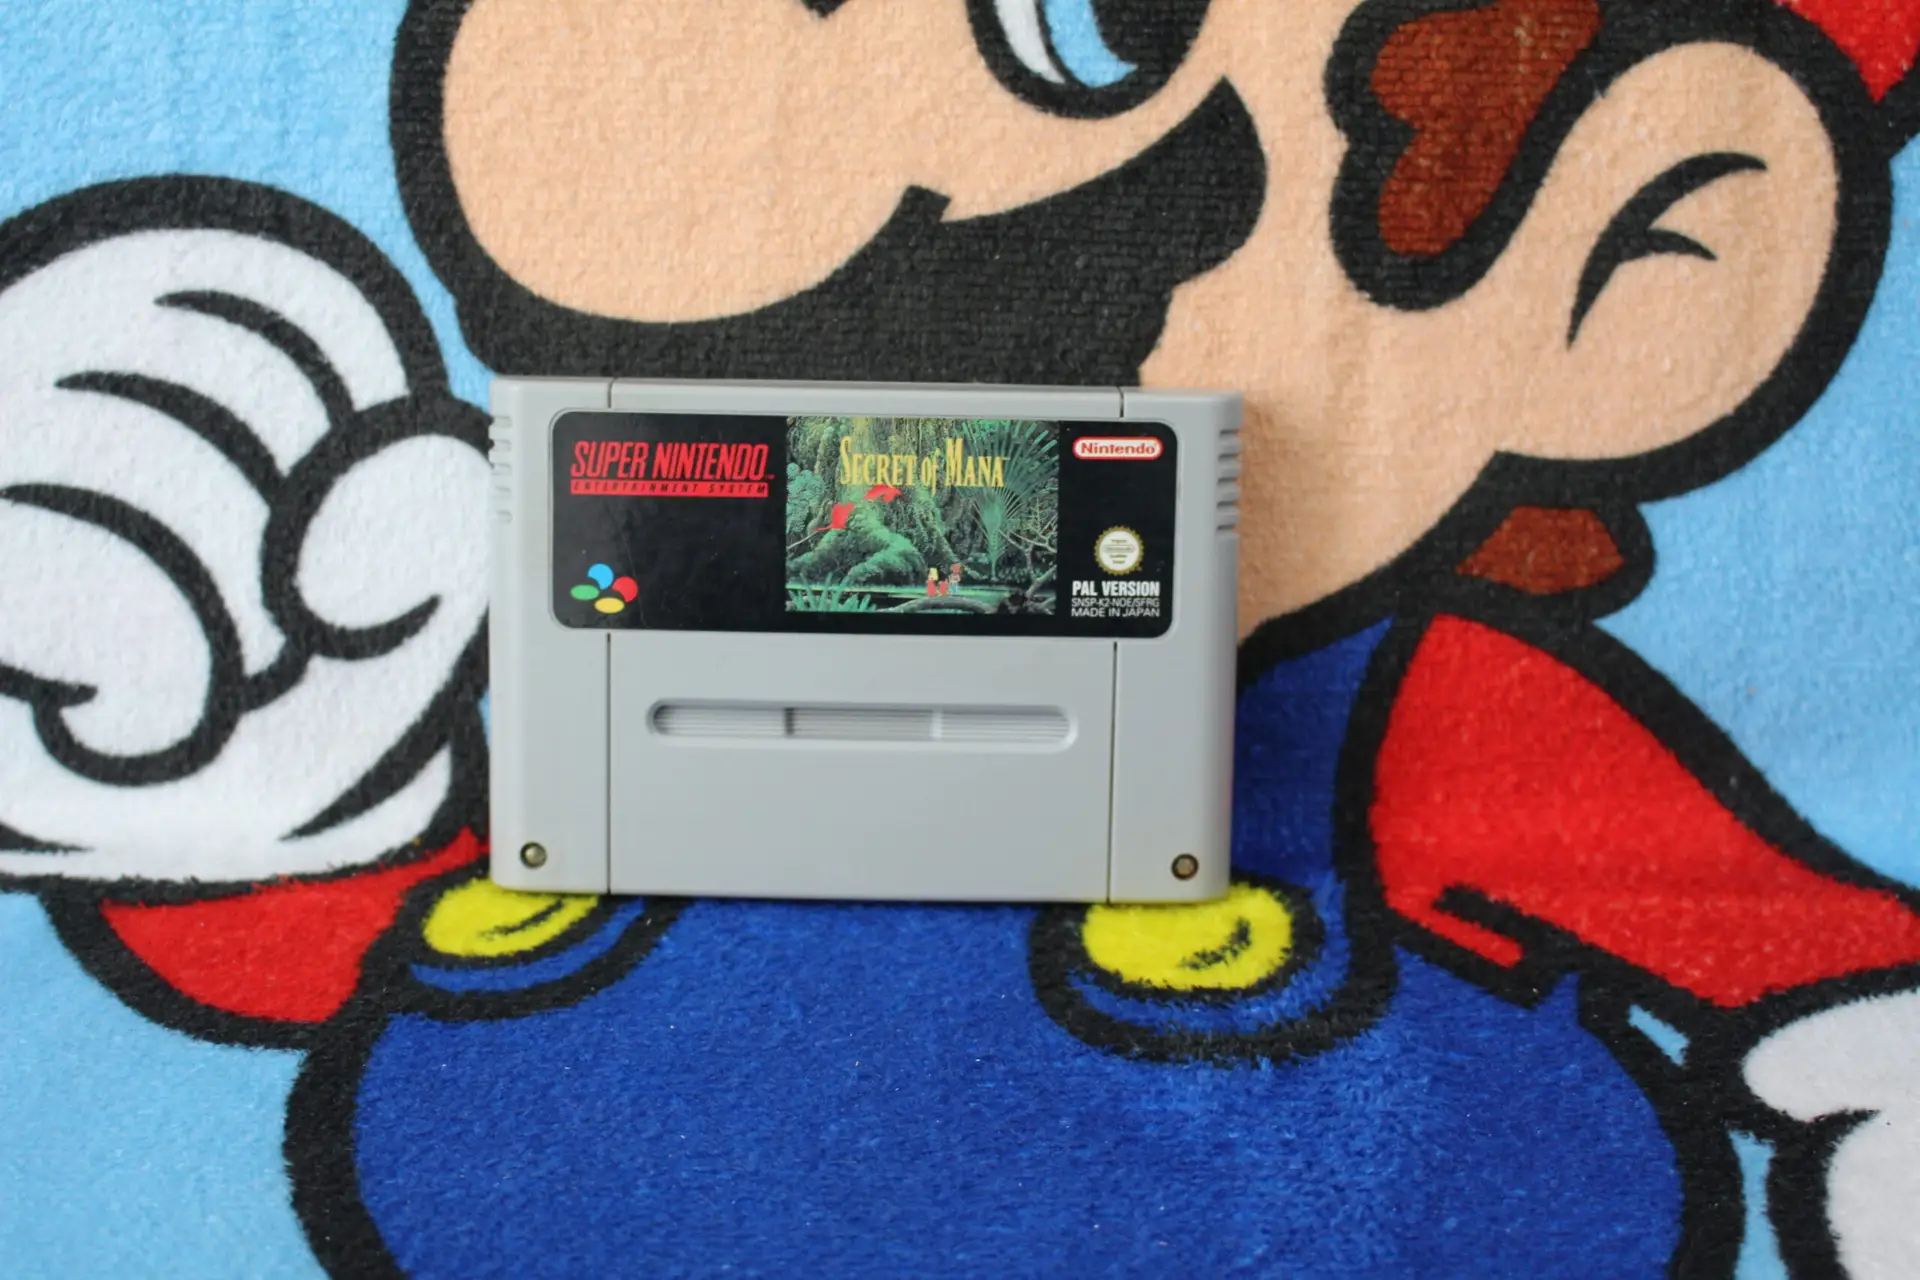 SUPER NINTENDO
ENTERTAINMENT SYSTEM
SECRET of MANA
Nintendo
PAL VERSION
SNSP-K2-NOE/SFRG
MADE IN JAPAN